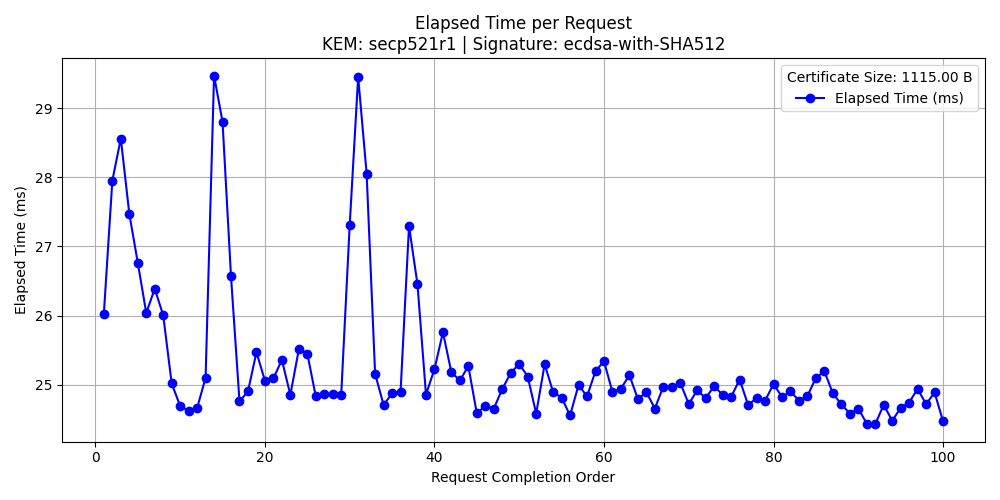 Elapsed Time per Request
KEM: secp521r1 | Signature: ecdsa-with-SHA512
Certificate Size: 1115.00 B
Elapsed Time (ms)
Elapsed Time (ms)
29
28
27
26
25
0 20 40 60 80 100
Request Completion Order